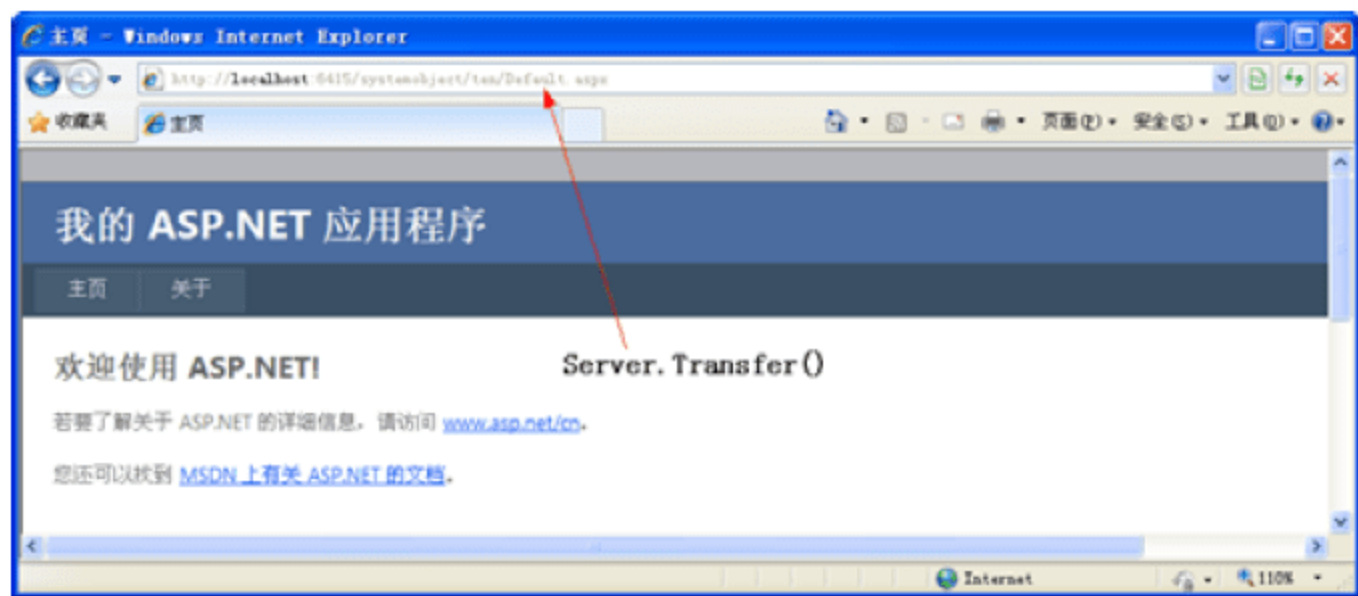 主页 - Windows Internet Explorer
http://localhost:6415/systemobject/ten/Default.aspx
收藏夹 主页 页面(P) 安全(S) 工具(O)
我的 ASP.NET 应用程序
主页 关于
欢迎使用 ASP.NET!
Server.Transfer()
若要了解关于 ASP.NET 的详细信息，请访问 www.asp.net/cn。
您还可以找到 MSDN 上有关 ASP.NET 的文档。
Internet 110%